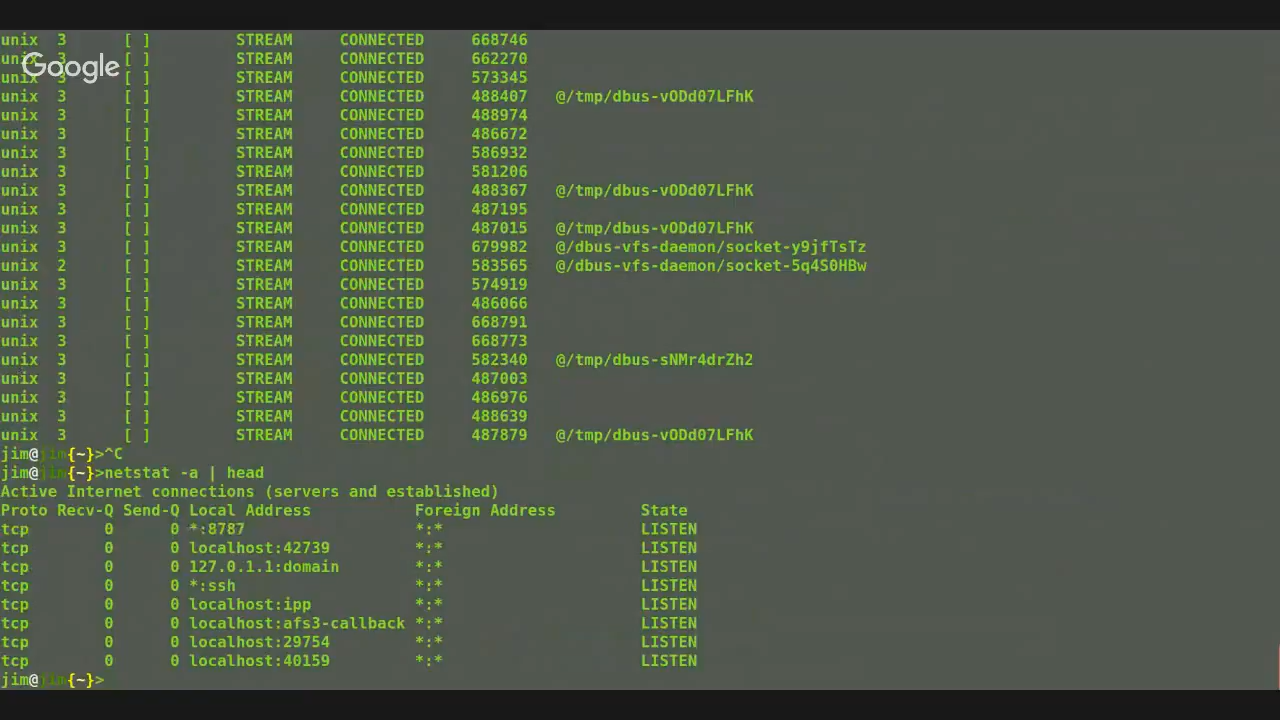 unix 3 [ ] STREAM CONNECTED 668746
Google
unix 3 [ ] STREAM CONNECTED 662270
unix 3 [ ] STREAM CONNECTED 573345
unix 3 [ ] STREAM CONNECTED 488407 @/tmp/dbus-vODd07LFhK
unix 3 [ ] STREAM CONNECTED 488974
unix 3 [ ] STREAM CONNECTED 486672
unix 3 [ ] STREAM CONNECTED 586932
unix 3 [ ] STREAM CONNECTED 581206
unix 3 [ ] STREAM CONNECTED 488367 @/tmp/dbus-vODd07LFhK
unix 3 [ ] STREAM CONNECTED 487195
unix 3 [ ] STREAM CONNECTED 487015 @/tmp/dbus-vODd07LFhK
unix 3 [ ] STREAM CONNECTED 679982 @/dbus-vfs-daemon/socket-y9jfTsTz
unix 2 [ ] STREAM CONNECTED 583565 @/dbus-vfs-daemon/socket-5q4S0HBw
unix 3 [ ] STREAM CONNECTED 574919
unix 3 [ ] STREAM CONNECTED 486066
unix 3 [ ] STREAM CONNECTED 668791
unix 3 [ ] STREAM CONNECTED 668773
unix 3 [ ] STREAM CONNECTED 582340 @/tmp/dbus-sNMr4drZh2
unix 3 [ ] STREAM CONNECTED 487003
unix 3 [ ] STREAM CONNECTED 486976
unix 3 [ ] STREAM CONNECTED 488639
unix 3 [ ] STREAM CONNECTED 487879 @/tmp/dbus-vODd07LFhK
jim@jim{~}>^C
jim@jim{~}>netstat -a | head
Active Internet connections (servers and established)
Proto Recv-Q Send-Q Local Address Foreign Address State
tcp 0 0 *:8787 *:* LISTEN
tcp 0 0 localhost:42739 *:* LISTEN
tcp 0 0 127.0.1.1:domain *:* LISTEN
tcp 0 0 *:ssh *:* LISTEN
tcp 0 0 localhost:ipp *:* LISTEN
tcp 0 0 localhost:afs3-callback *:* LISTEN
tcp 0 0 localhost:29754 *:* LISTEN
tcp 0 0 localhost:40159 *:* LISTEN
jim@jim{~}>